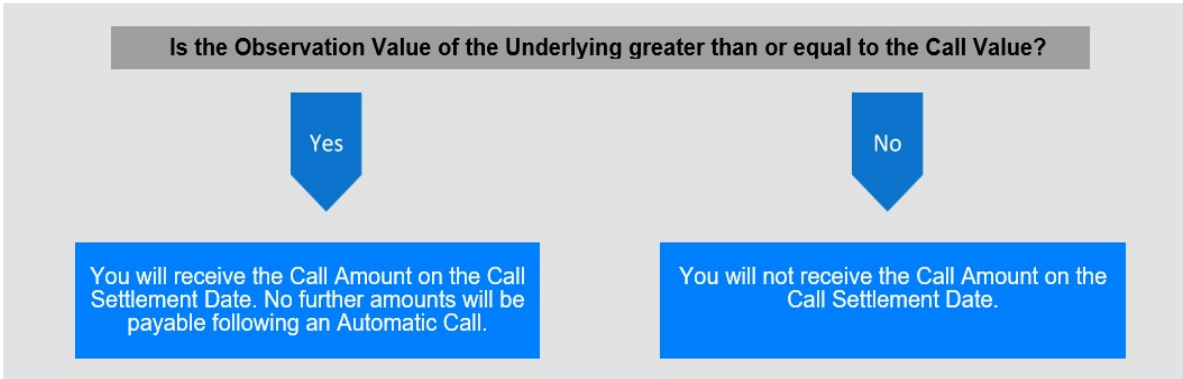 Is the Observation Value of the Underlying greater than or equal to the Call Value?
Yes
No
You will receive the Call Amount on the Call
Settlement Date. No further amounts will be
payable following an Automatic Call.
You will not receive the Call Amount on the
Call Settlement Date.